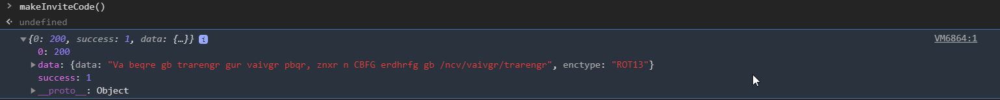 > makeInviteCode()
<· undefined
▼{0: 200, success: 1, data: {…}} i VM6864:1
0: 200
▶data: {data: "Va beqre gb trarengr gur vaivgr pbqr, znxr n CBFG erdhrfg gb /ncv/vaivgr/trarengr", enctype: "ROT13"}
success: 1
▶__proto__: Object